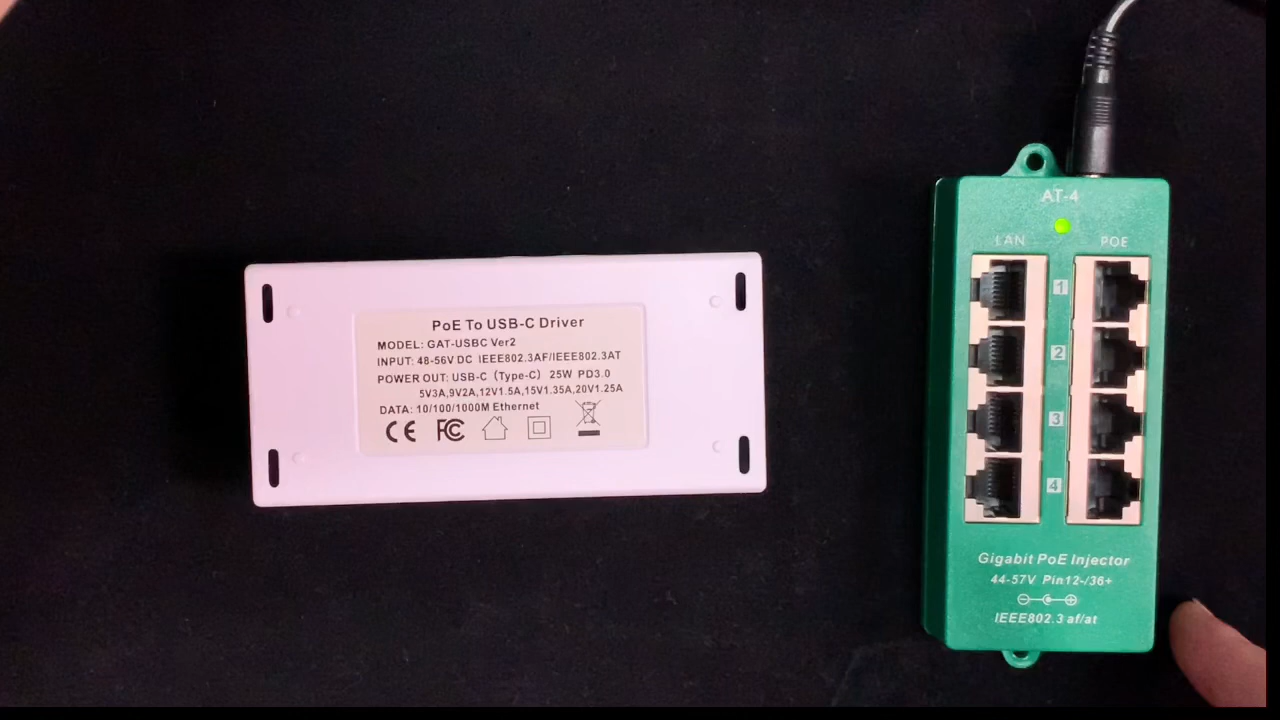 PoE To USB-C Driver
MODEL: GAT-USBC Ver2
INPUT: 48-56V DC IEEE802.3AF/IEEE802.3AT
POWER OUT: USB-C (Type-C) 25W PD3.0
5V3A,9V2A,12V1.5A,15V1.35A,20V1.25A
DATA: 10/100/1000M Ethernet
CE FC
AT-4
LAN POE
1
2
3
4
Gigabit PoE Injector
44-57V Pin12-/36+
IEEE802.3 af/at